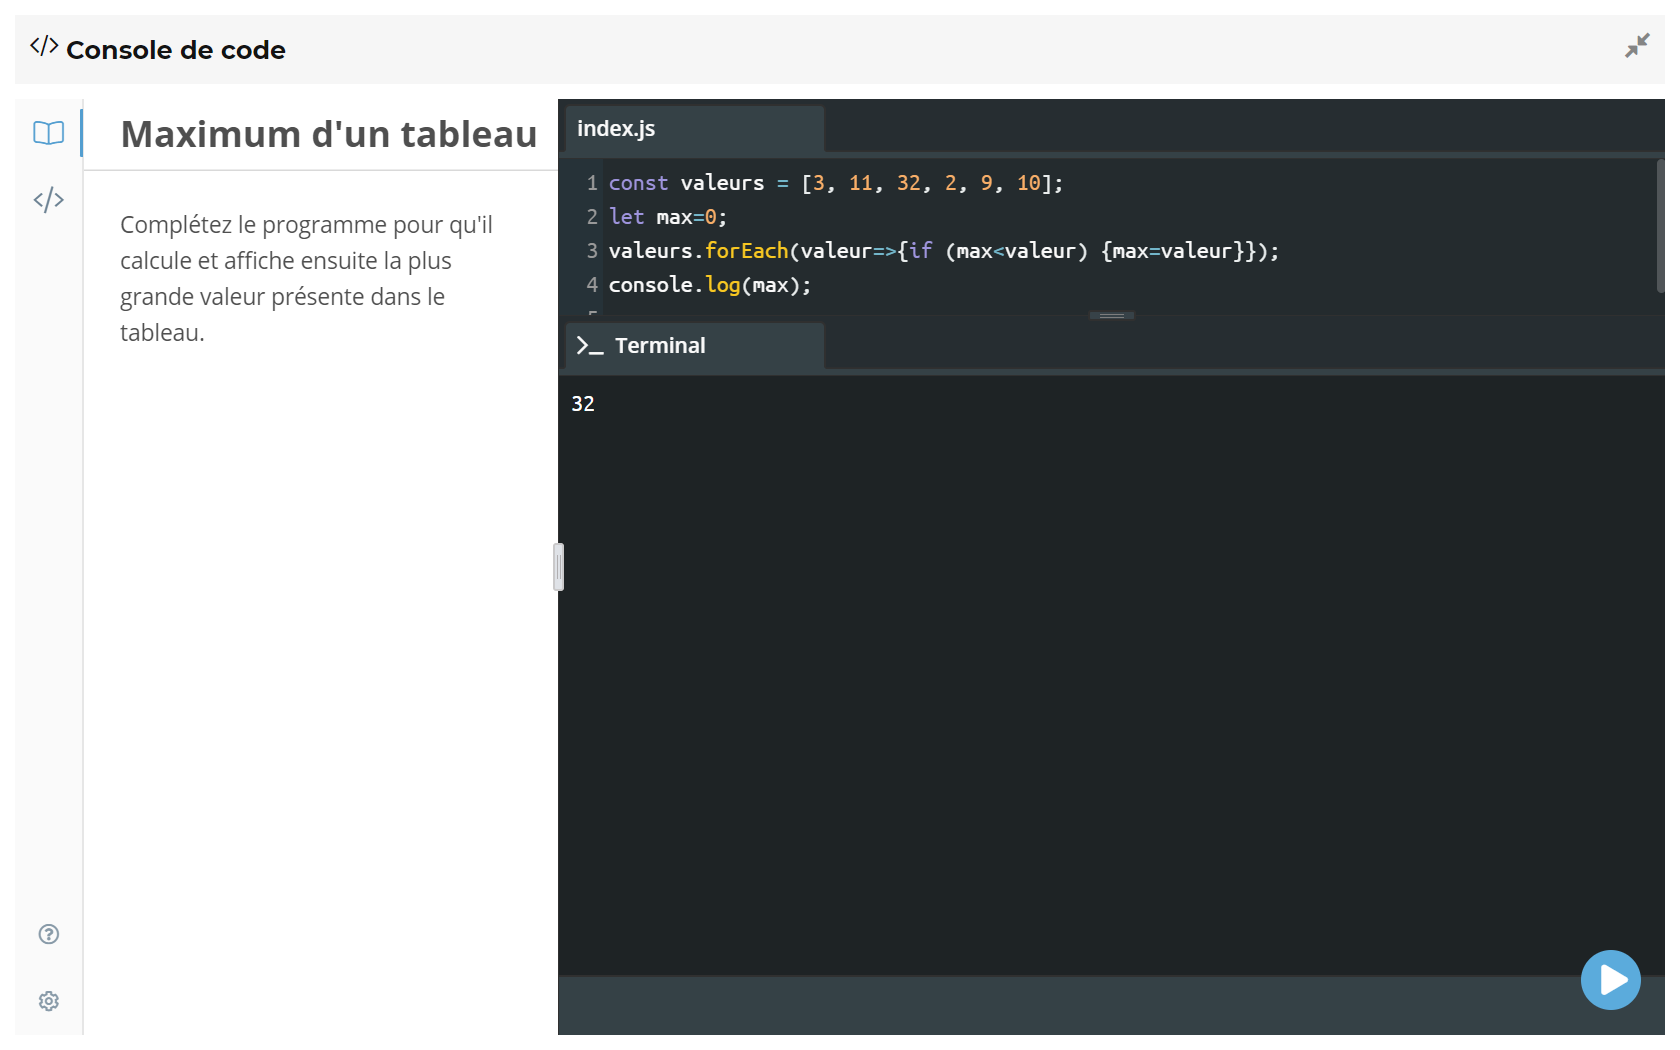 </> Console de code
Maximum d'un tableau
</>
Complétez le programme pour qu'il
calcule et affiche ensuite la plus
grande valeur présente dans le
tableau.
index.js
1 const valeurs = [3, 11, 32, 2, 9, 10];
2 let max=0;
3 valeurs.forEach(valeur=>{if (max<valeur) {max=valeur}});
4 console.log(max);
>_ Terminal
32
?